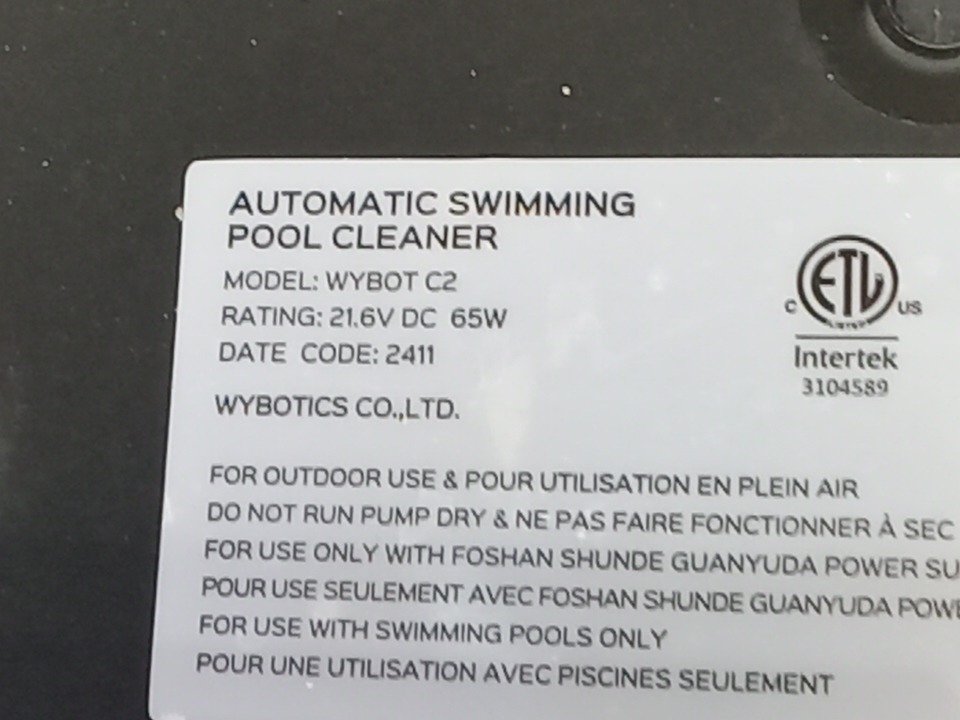 AUTOMATIC SWIMMING
POOL CLEANER
MODEL: WYBOT C2
RATING: 21.6V DC 65W
DATE CODE: 2411
WYBOTICS CO.,LTD.
C ETL US
LISTED
Intertek
3104589
FOR OUTDOOR USE & POUR UTILISATION EN PLEIN AIR
DO NOT RUN PUMP DRY & NE PAS FAIRE FONCTIONNER À SEC
FOR USE ONLY WITH FOSHAN SHUNDE GUANYUDA POWER SU
POUR USE SEULEMENT AVEC FOSHAN SHUNDE GUANYUDA POWE
FOR USE WITH SWIMMING POOLS ONLY
POUR UNE UTILISATION AVEC PISCINES SEULEMENT